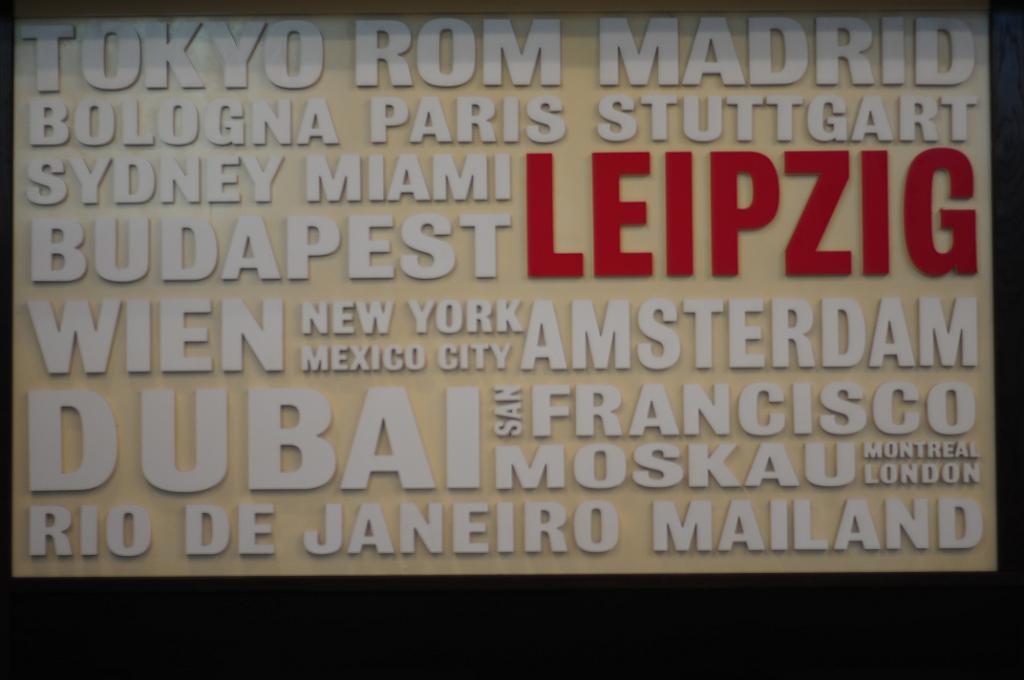 TOKYO ROM MADRID
BOLOGNA PARIS STUTTGART
SYDNEY MIAMI LEIPZIG
BUDAPEST
WIEN NEW YORK AMSTERDAM
MEXICO CITY
DUBAI SAN FRANCISCO
MOSKAU MONTREAL
LONDON
RIO DE JANEIRO MAILAND